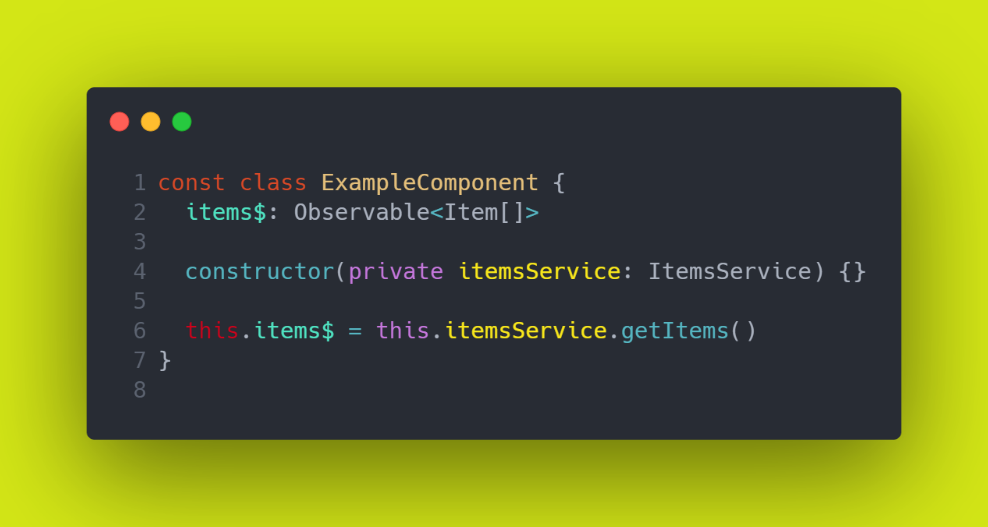 1 const class ExampleComponent {
2   items$: Observable<Item[]>
3
4   constructor(private itemsService: ItemsService) {}
5
6   this.items$ = this.itemsService.getItems()
7 }
8